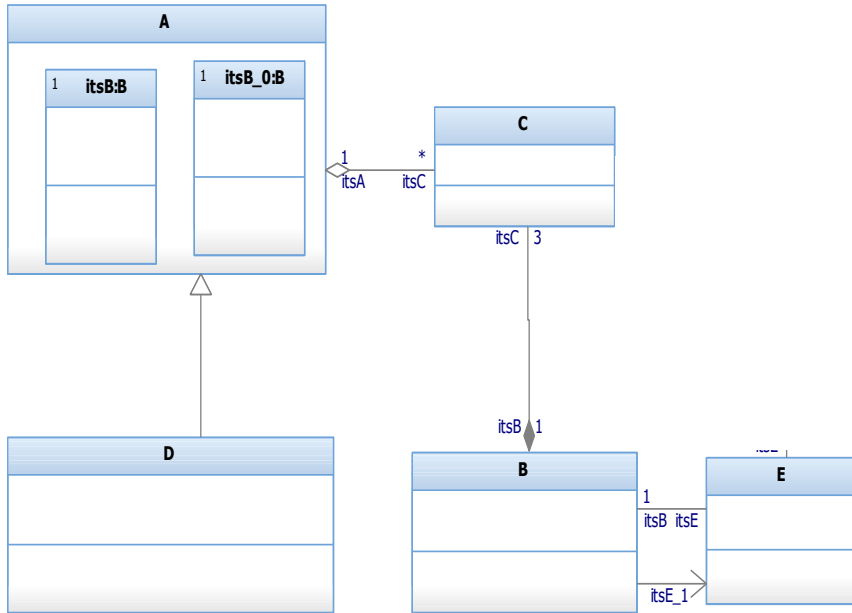 A
1 itsB:B
1 itsB_0:B
1 *
itsA itsC
C
itsC 3
itsB 1
D
B
E
1
itsB itsE
itsE_1